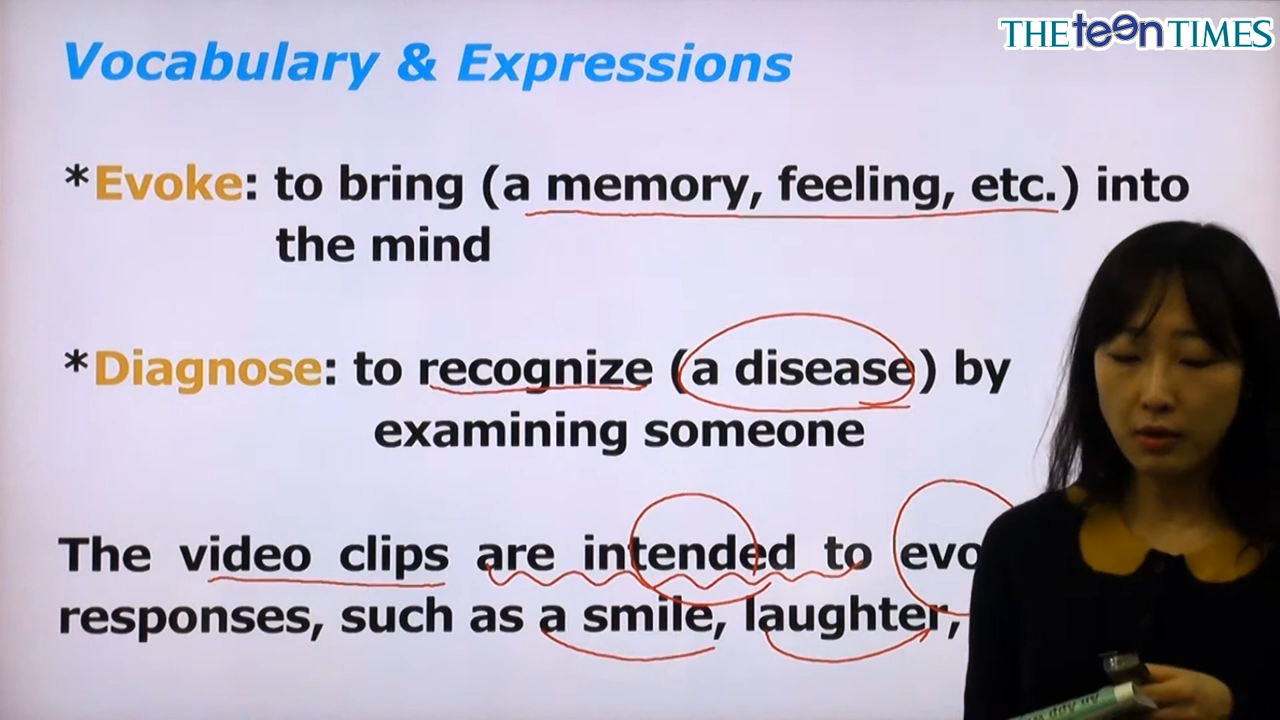 THE teen TIMES
Vocabulary & Expressions
*Evoke: to bring (a memory, feeling, etc.) into
the mind
*Diagnose: to recognize (a disease) by
examining someone
The video clips are intended to
responses, such as a smile, laughter,